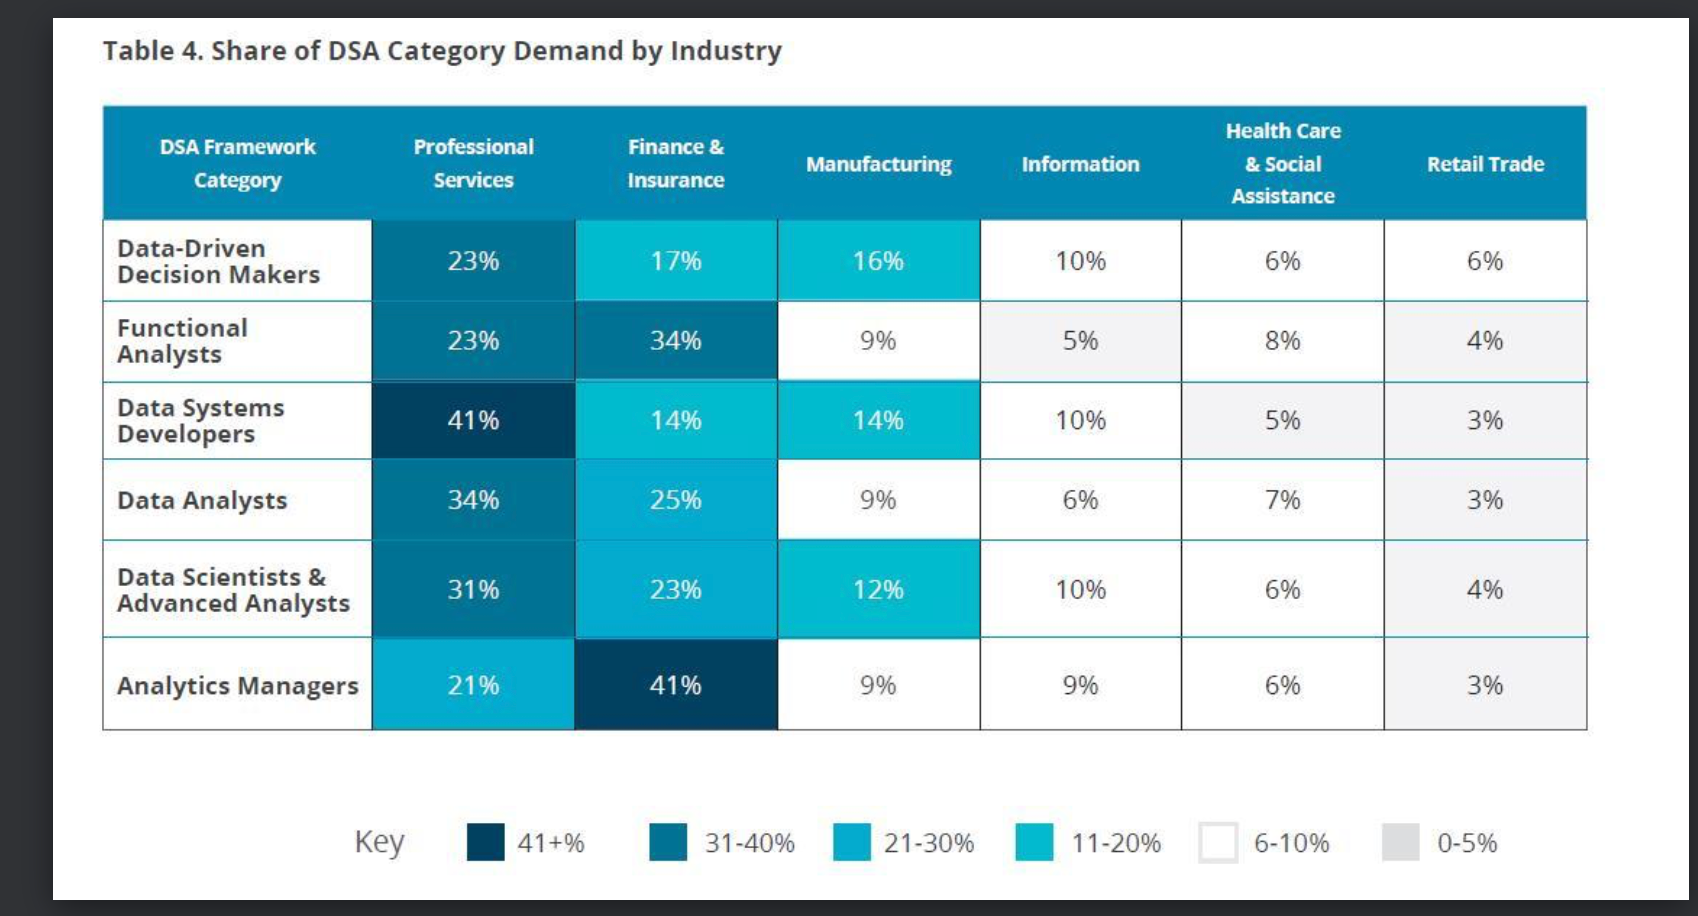 Table 4. Share of DSA Category Demand by Industry
DSA Framework
Category
Professional
Services
Finance &
Insurance
Manufacturing
Information
Health Care
& Social
Assistance
Retail Trade
Data-Driven
Decision Makers
23%
17%
16%
10%
6%
6%
Functional
Analysts
23%
34%
9%
5%
8%
4%
Data Systems
Developers
41%
14%
14%
10%
5%
3%
Data Analysts
34%
25%
9%
6%
7%
3%
Data Scientists &
Advanced Analysts
31%
23%
12%
10%
6%
4%
Analytics Managers
21%
41%
9%
9%
6%
3%
Key
41+%
31-40%
21-30%
11-20%
6-10%
0-5%